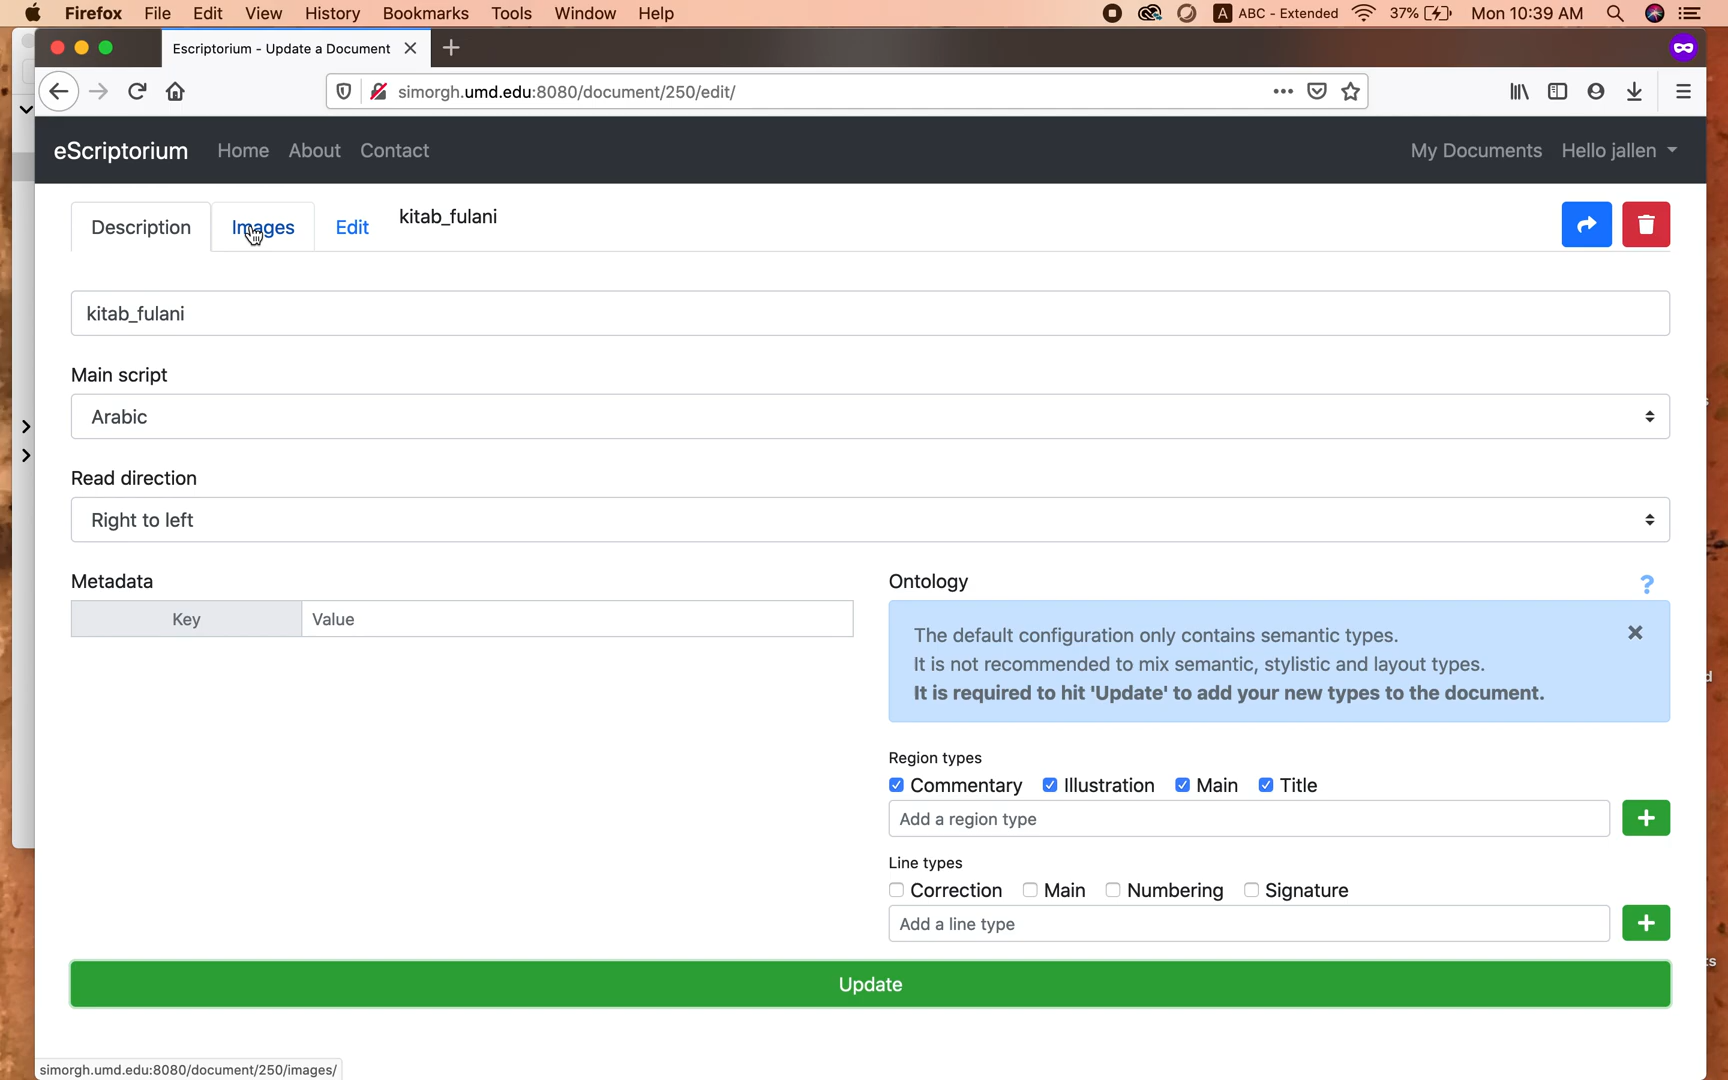 Firefox File Edit View History Bookmarks Tools Window Help A ABC - Extended 37% Mon 10:39 AM
Escriptorium - Update a Document
simorgh.umd.edu:8080/document/250/edit/
eScriptorium Home About Contact My Documents Hello jallen
Description Images Edit kitab_fulani
kitab_fulani
Main script
Arabic
Read direction
Right to left
Metadata
Key Value
Ontology ?
The default configuration only contains semantic types.
It is not recommended to mix semantic, stylistic and layout types.
It is required to hit 'Update' to add your new types to the document.
Region types
Commentary Illustration Main Title
Add a region type
Line types
Correction Main Numbering Signature
Add a line type
Update
simorgh.umd.edu:8080/document/250/images/